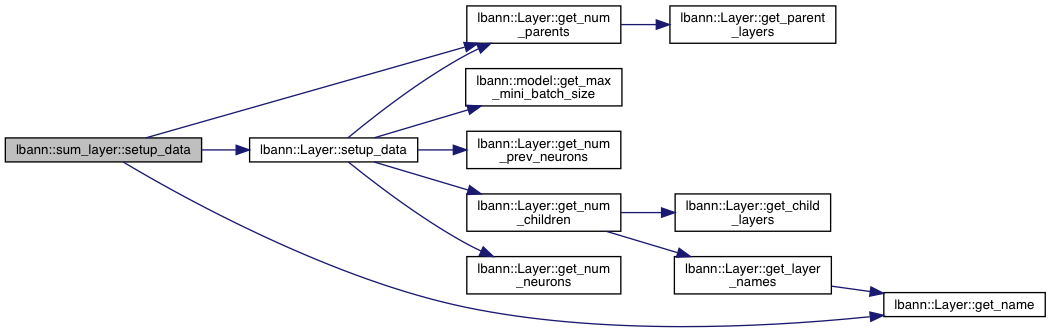 lbann::sum_layer::setup_data
lbann::Layer::setup_data
lbann::Layer::get_num
_parents
lbann::Layer::get_parent
_layers
lbann::model::get_max
_mini_batch_size
lbann::Layer::get_num
_prev_neurons
lbann::Layer::get_num
_children
lbann::Layer::get_child
_layers
lbann::Layer::get_num
_neurons
lbann::Layer::get_layer
_names
lbann::Layer::get_name